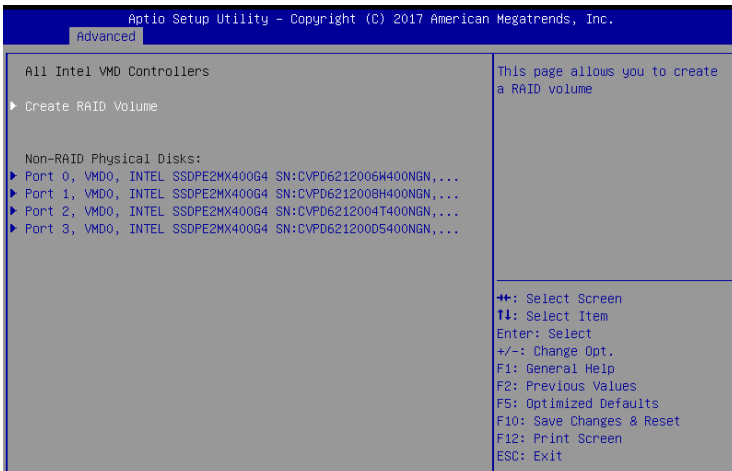 Aptio Setup Utility – Copyright (C) 2017 American Megatrends, Inc.
Advanced
All Intel VMD Controllers
Create RAID Volume
Non-RAID Physical Disks:
Port 0, VMD0, INTEL SSDPE2MX400G4 SN:CVPD6212006W400NGN,...
Port 1, VMD0, INTEL SSDPE2MX400G4 SN:CVPD6212008H400NGN,...
Port 2, VMD0, INTEL SSDPE2MX400G4 SN:CVPD6212004T400NGN,...
Port 3, VMD0, INTEL SSDPE2MX400G4 SN:CVPD621200D5400NGN,...
This page allows you to create
a RAID volume
→←: Select Screen
↑↓: Select Item
Enter: Select
+/-: Change Opt.
F1: General Help
F2: Previous Values
F5: Optimized Defaults
F10: Save Changes & Reset
F12: Print Screen
ESC: Exit